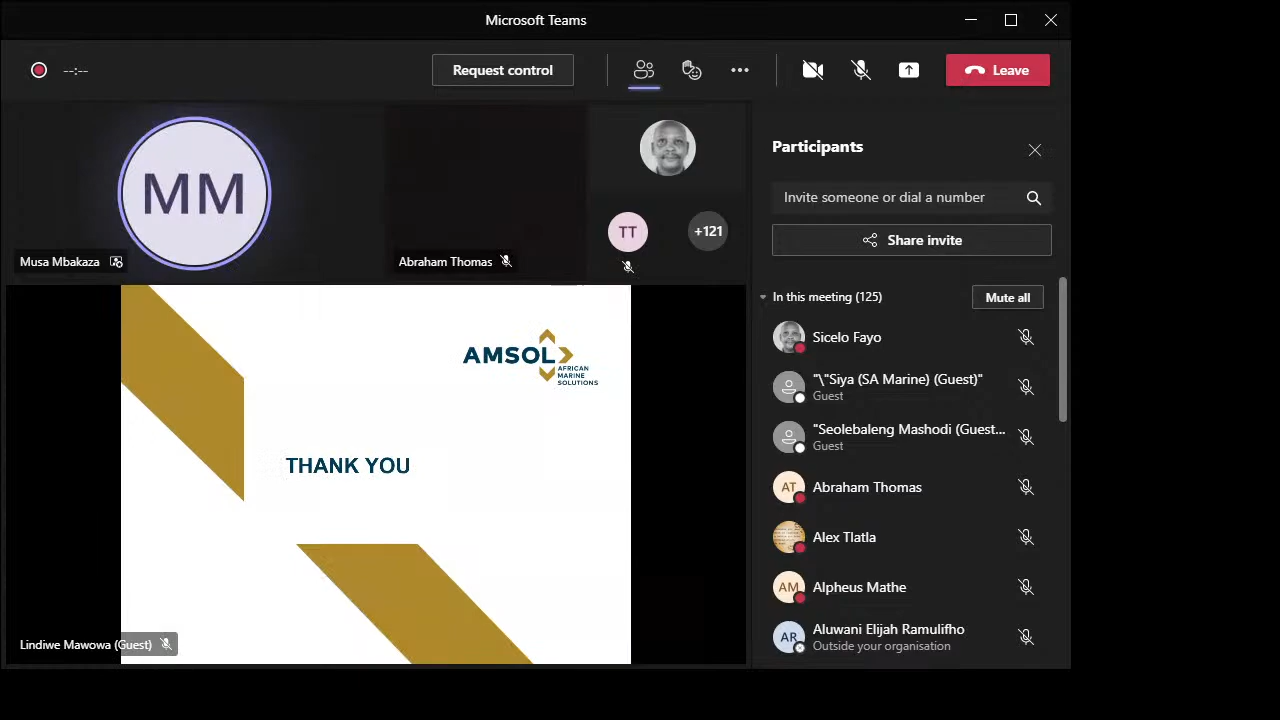 Microsoft Teams
--:--
Request control
Leave
MM
Musa Mbakaza
Abraham Thomas
TT
+121
Participants
Invite someone or dial a number
Share invite
In this meeting (125)
Mute all
Sicelo Fayo
"\"Siya (SA Marine) (Guest)"
Guest
"Seolebaleng Mashodi (Guest...
Guest
AT
Abraham Thomas
Alex Tlatla
AM
Alpheus Mathe
AR
Aluwani Elijah Ramulifho
Outside your organisation
AMSOL
AFRICAN
MARINE
SOLUTIONS
THANK YOU
Lindiwe Mawowa (Guest)